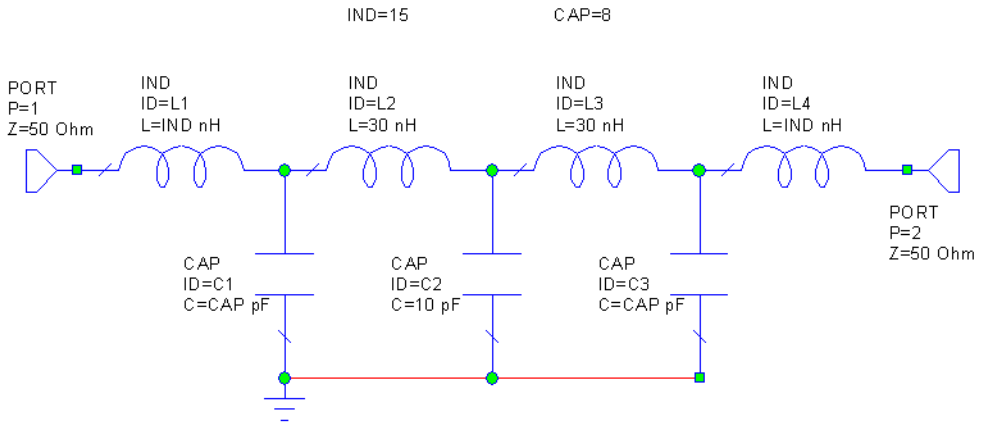 IND=15
CAP=8
PORT
P=1
Z=50 Ohm
IND
ID=L1
L=IND nH
IND
ID=L2
L=30 nH
IND
ID=L3
L=30 nH
IND
ID=L4
L=IND nH
PORT
P=2
Z=50 Ohm
CAP
ID=C1
C=CAP pF
CAP
ID=C2
C=10 pF
CAP
ID=C3
C=CAP pF